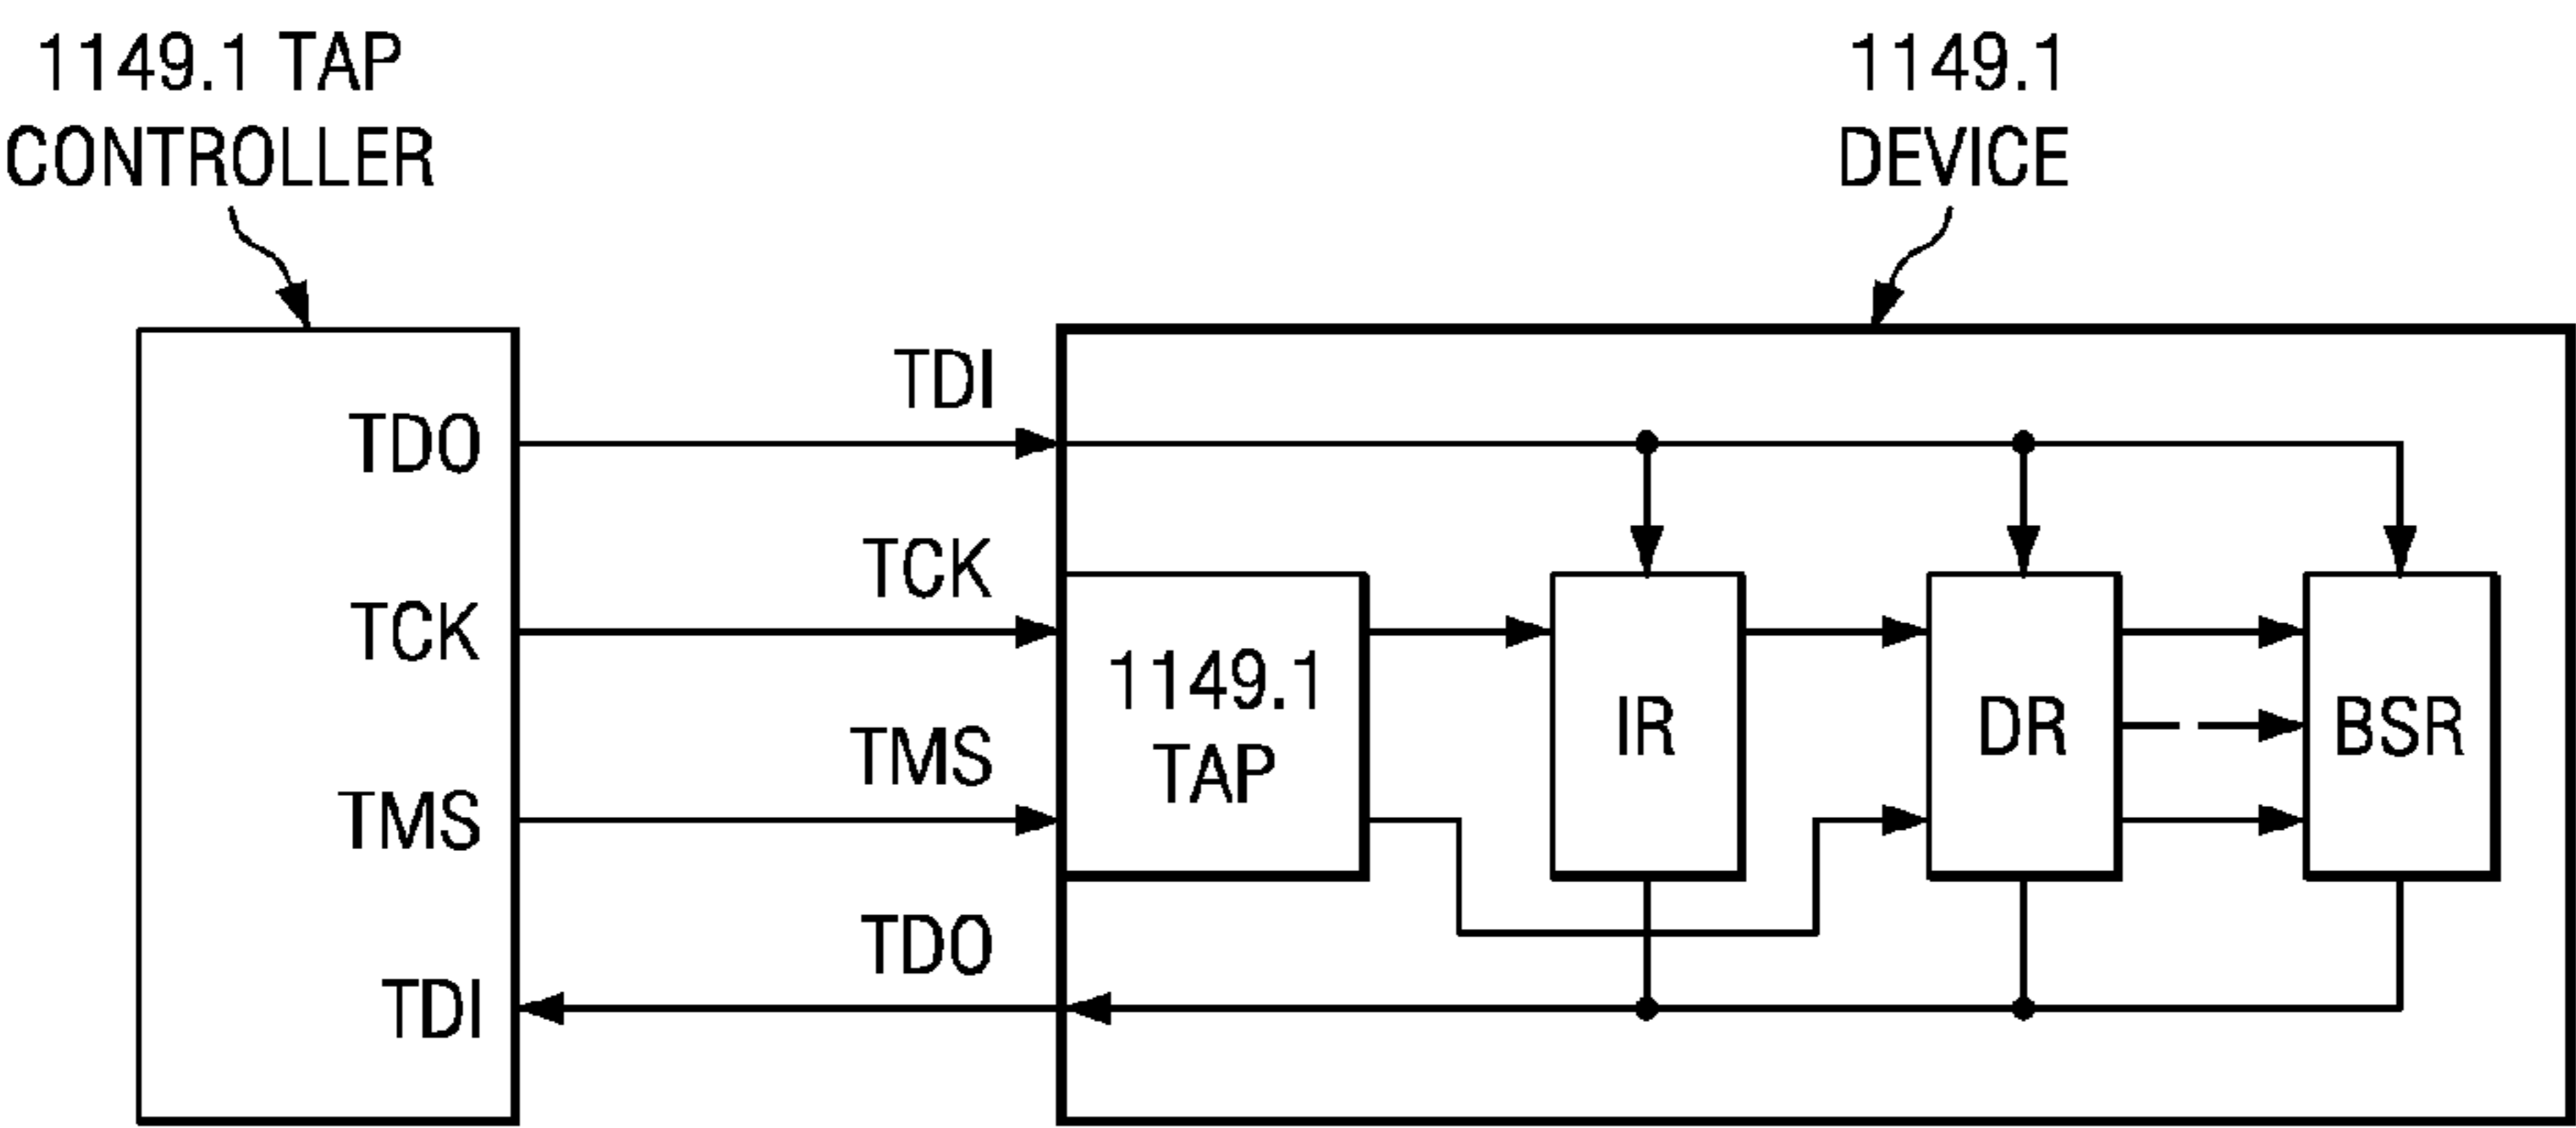 1149.1 TAP
CONTROLLER
1149.1
DEVICE
TDO
TCK
TMS
TDI
TDI
TCK
TMS
TDO
1149.1
TAP
IR
DR
BSR